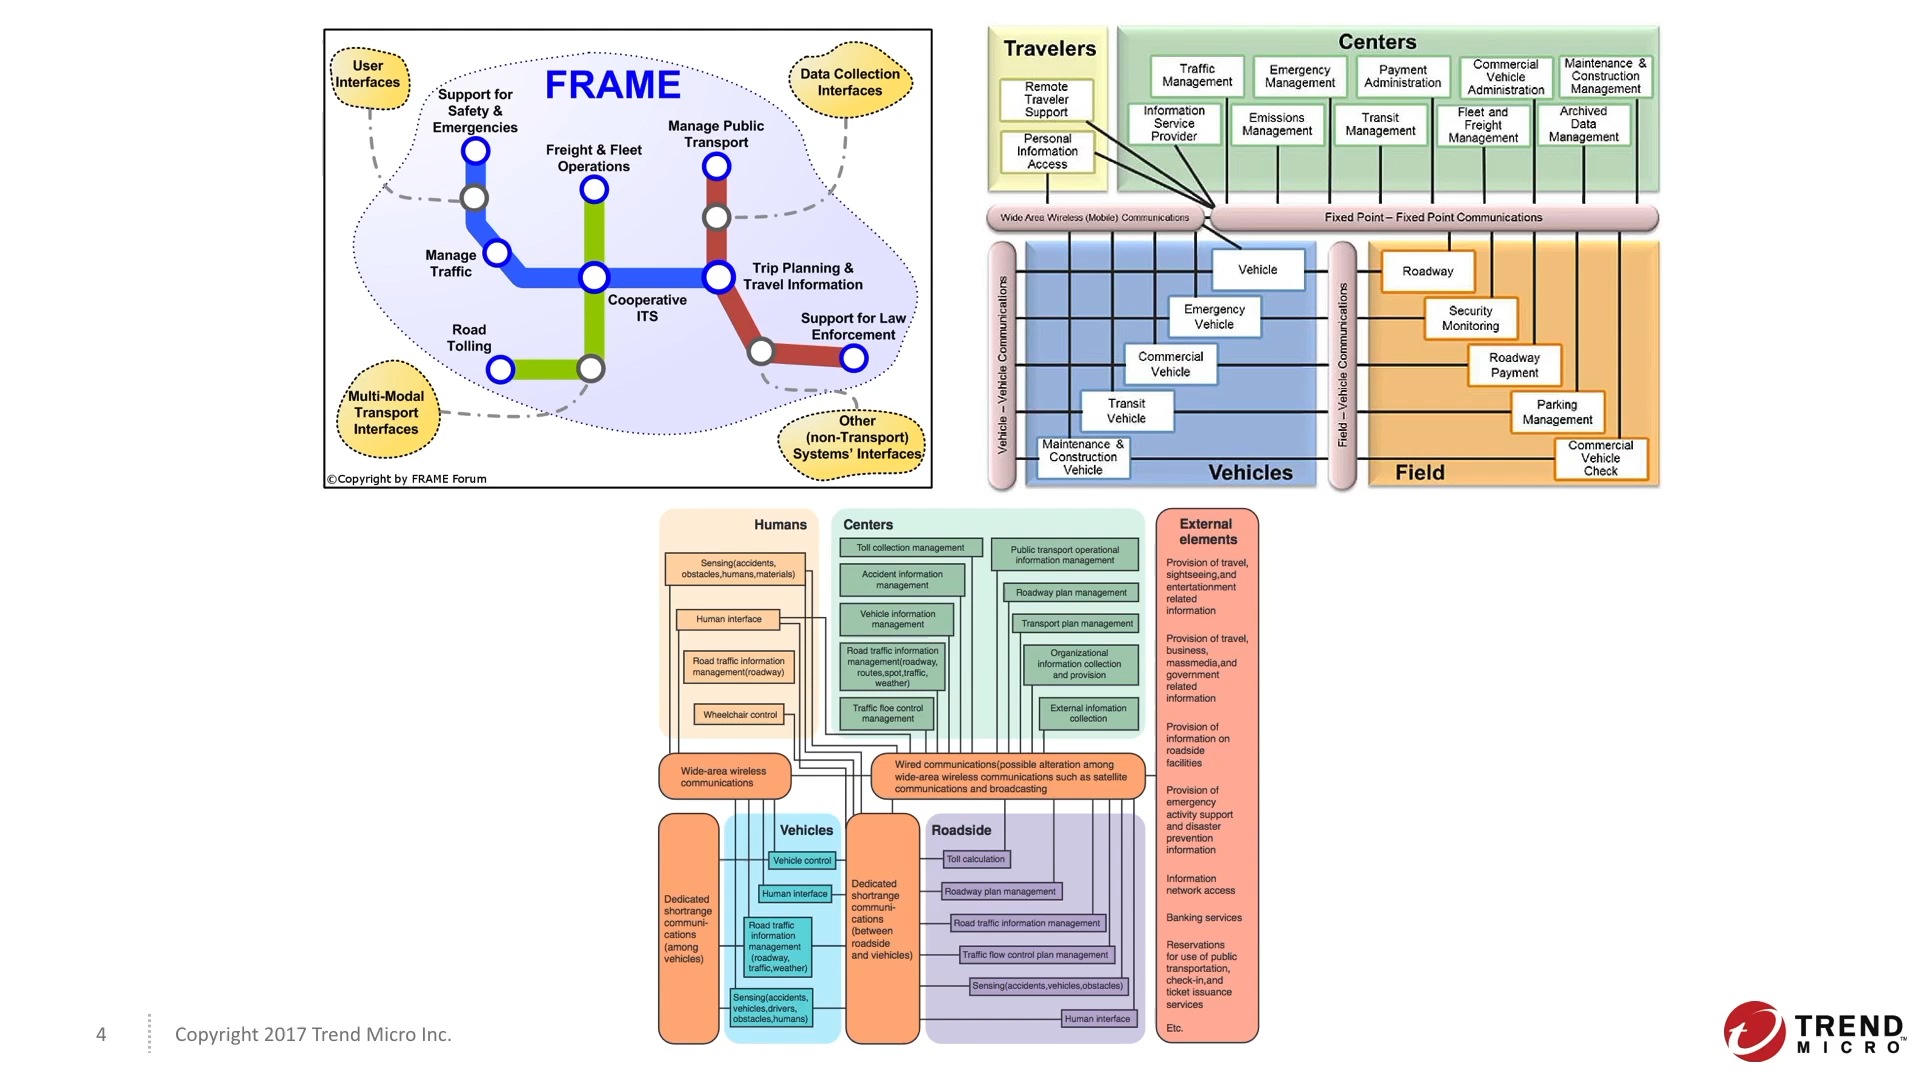 FRAME
User
Interfaces
Data Collection
Interfaces
Support for
Safety &
Emergencies
Manage Public
Transport
Freight & Fleet
Operations
Manage
Traffic
Trip Planning &
Travel Information
Cooperative
ITS
Road
Tolling
Support for Law
Enforcement
Multi-Modal
Transport
Interfaces
Other
(non-Transport)
Systems' Interfaces
©Copyright by FRAME Forum
Travelers
Remote
Traveler
Support
Personal
Information
Access
Centers
Traffic
Management
Emergency
Management
Payment
Administration
Commercial
Vehicle
Administration
Maintenance &
Construction
Management
Information
Service
Provider
Emissions
Management
Transit
Management
Fleet and
Freight
Management
Archived
Data
Management
Wide Area Wireless (Mobile) Communications
Fixed Point – Fixed Point Communications
Vehicle – Vehicle Communications
Vehicle
Emergency
Vehicle
Commercial
Vehicle
Transit
Vehicle
Maintenance &
Construction
Vehicle
Vehicles
Field – Vehicle Communications
Roadway
Security
Monitoring
Roadway
Payment
Parking
Management
Commercial
Vehicle
Check
Field
Humans
Sensing(accidents,
obstacles,humans,materials)
Human interface
Road traffic information
management(roadway)
Wheelchair control
Centers
Toll collection management
Accident information
management
Vehicle information
management
Road traffic information
management(roadway,
routes,spot,traffic,
weather)
Traffic floe control
management
Public transport operational
information management
Roadway plan management
Transport plan management
Organizational
information collection
and provision
External infomation
collection
Wide-area wireless
communications
Wired communications(possible alteration among
wide-area wireless communications such as satellite
communications and broadcasting
Dedicated
shortrange
communi-
cations
(among
vehicles)
Vehicles
Vehicle control
Human interface
Road traffic
information
management
(roadway,
traffic,weather)
Sensing(accidents,
vehicles,drivers,
obstacles,humans)
Dedicated
shortrange
communi-
cations
(between
roadside
and viehicles)
Roadside
Toll calculation
Roadway plan management
Road traffic information management
Traffic flow control plan management
Sensing(accidents,vehicles,obstacles)
Human interface
External
elements
Provision of travel,
sightseeing,and
entertationment
related
information
Provision of travel,
business,
massmedia,and
government
related
information
Provision of
information on
roadside
facilities
Provision of
emergency
activity support
and disaster
prevention
information
Information
network access
Banking services
Reservations
for use of public
transportation,
check-in,and
ticket issuance
services
Etc.
4
Copyright 2017 Trend Micro Inc.
TREND
MICRO™